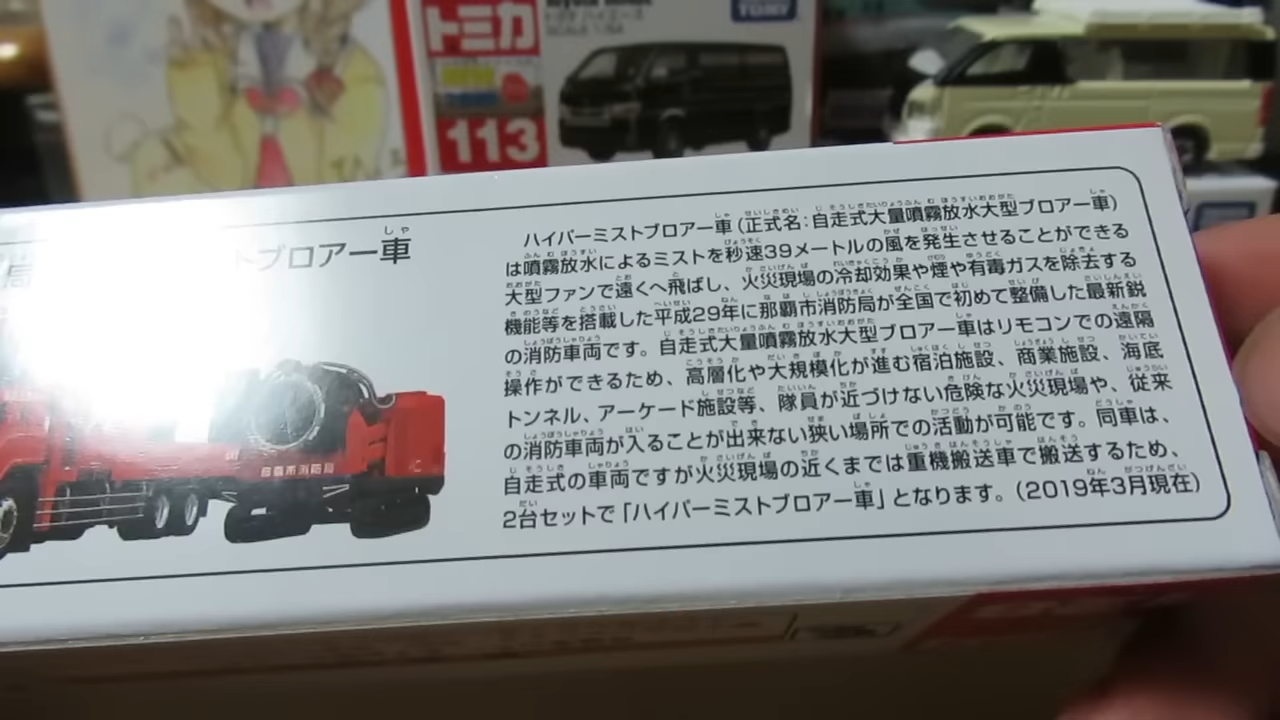 トミカ
113
TOMY
トヨタ ハイエース
トブロアー車
局
那覇市消防局
ハイパーミストブロアー車(正式名:自走式大量噴霧放水大型ブロアー車)
は噴霧放水によるミストを秒速39メートルの風を発生させることができる
大型ファンで遠くへ飛ばし、火災現場の冷却効果や煙や有毒ガスを除去する
機能等を搭載した平成29年に那覇市消防局が全国で初めて整備した最新鋭
の消防車両です。自走式大量噴霧放水大型ブロアー車はリモコンでの遠隔
操作ができるため、高層化や大規模化が進む宿泊施設、商業施設、海底
トンネル、アーケード施設等、隊員が近づけない危険な火災現場や、従来
の消防車両が入ることが出来ない狭い場所での活動が可能です。同車は、
自走式の車両ですが火災現場の近くまでは重機搬送車で搬送するため、
2台セットで「ハイパーミストブロアー車」となります。(2019年3月現在)